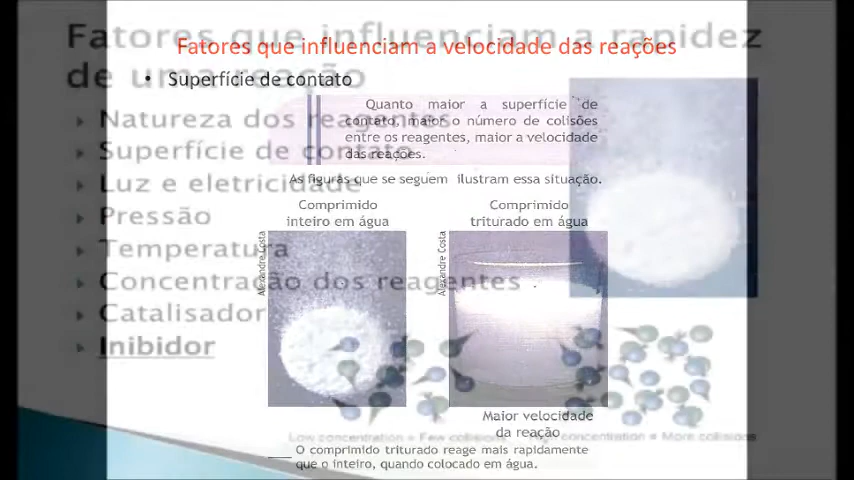 Fatores que influenciam a rapidez
de uma reação
Natureza dos reagentes
Superfície de contato
Luz e eletricidade
Pressão
Temperatura
Concentração dos reagentes
Catalisador
Inibidor
Low concentration = Few collisions
High concentration = More collisions
Fatores que influenciam a velocidade das reações
• Superfície de contato
Quanto maior a superfície de
contato, maior o número de colisões
entre os reagentes, maior a velocidade
das reações.
As figuras que se seguem ilustram essa situação.
Comprimido
inteiro em água
Comprimido
triturado em água
Alexandre Costa
Alexandre Costa
Maior velocidade
da reação
O comprimido triturado reage mais rapidamente
que o inteiro, quando colocado em água.